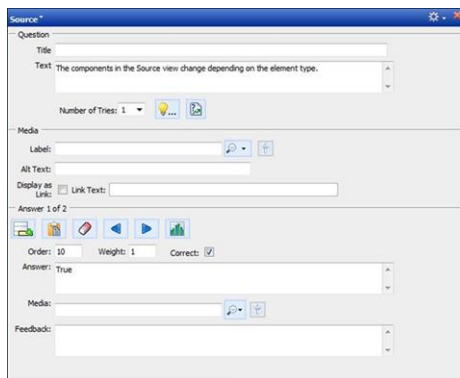 Source*
Question
Title
Text The components in the Source view change depending on the element type.
Number of Tries: 1
...
Media
Label:
Alt Text:
Display as
Link: Link Text:
Answer 1 of 2
Order: 10 Weight: 1 Correct:
Answer: True
Media:
Feedback: